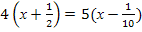 4(x + 1/2) = 5(x − 1/10)